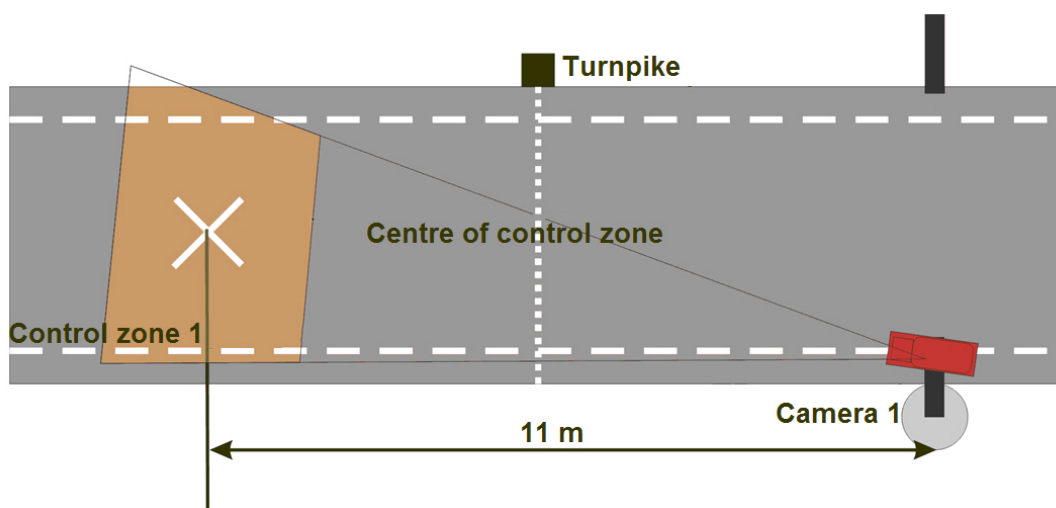 Turnpike
Centre of control zone
Control zone 1
Camera 1
11 m